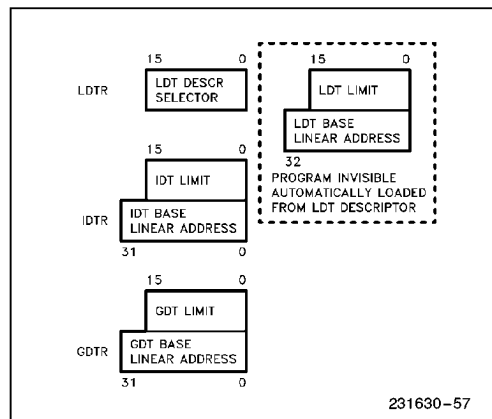 15 0
LDTR
LDT DESCR
SELECTOR
15 0
LDT LIMIT
LDT BASE
LINEAR ADDRESS
32
PROGRAM INVISIBLE
AUTOMATICALLY LOADED
FROM LDT DESCRIPTOR
15 0
IDT LIMIT
IDTR
IDT BASE
LINEAR ADDRESS
31 0
15 0
GDT LIMIT
GDTR
GDT BASE
LINEAR ADDRESS
31 0
231630-57